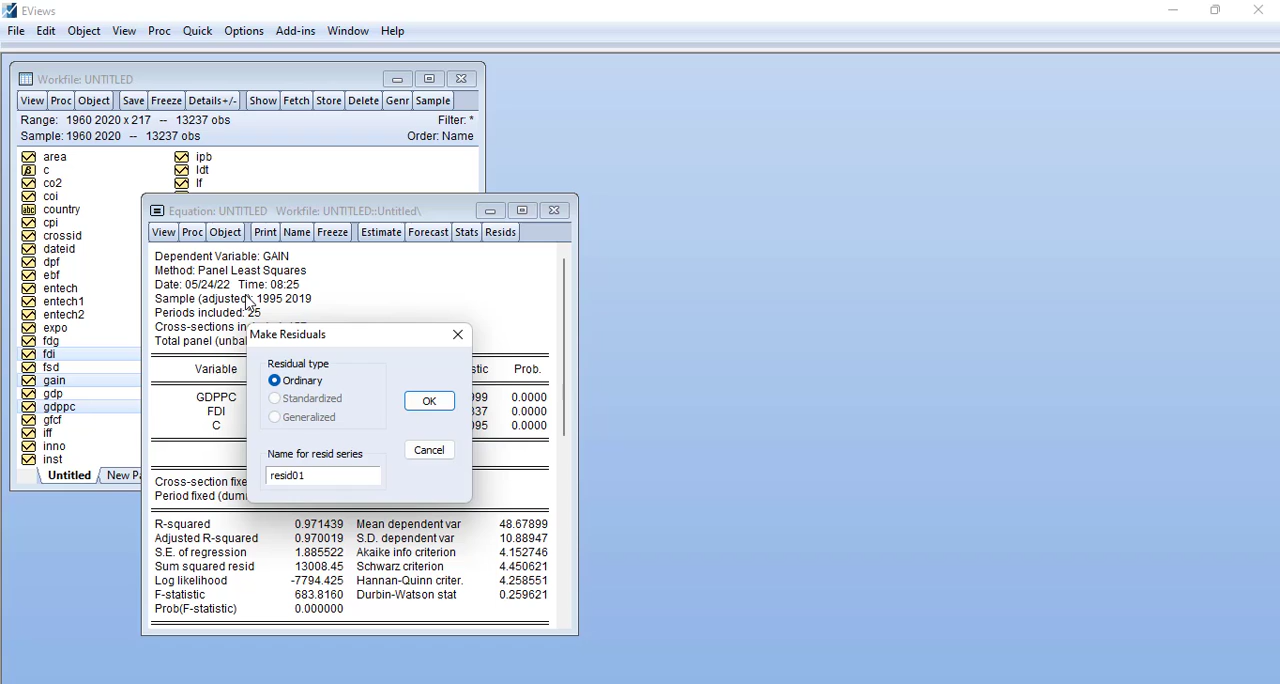 EViews
File Edit Object View Proc Quick Options Add-ins Window Help
Workfile: UNTITLED
View Proc Object Save Freeze Details+/- Show Fetch Store Delete Genr Sample
Range: 1960 2020 x 217 -- 13237 obs Filter: *
Sample: 1960 2020 -- 13237 obs Order: Name
area ipb
c ldt
co2 lf
coi
country
cpi
crossid
dateid
dpf
ebf
entech
entech1
entech2
expo
fdg
fdi
fsd
gain
gdp
gdppc
gfcf
iff
inno
inst
Untitled New Pa
Equation: UNTITLED Workfile: UNTITLED::Untitled\
View Proc Object Print Name Freeze Estimate Forecast Stats Resids
Dependent Variable: GAIN
Method: Panel Least Squares
Date: 05/24/22 Time: 08:25
Sample (adjusted): 1995 2019
Periods included: 25
Cross-sections in
Total panel (unba
Variable stic Prob.
GDPPC 099 0.0000
FDI 337 0.0000
C 095 0.0000
Cross-section fixe
Period fixed (dum
R-squared 0.971439 Mean dependent var 48.67899
Adjusted R-squared 0.970019 S.D. dependent var 10.88947
S.E. of regression 1.885522 Akaike info criterion 4.152746
Sum squared resid 13008.45 Schwarz criterion 4.450621
Log likelihood -7794.425 Hannan-Quinn criter. 4.258551
F-statistic 683.8160 Durbin-Watson stat 0.259621
Prob(F-statistic) 0.000000
Make Residuals
Residual type
Ordinary
Standardized
Generalized
OK
Name for resid series
Cancel
resid01